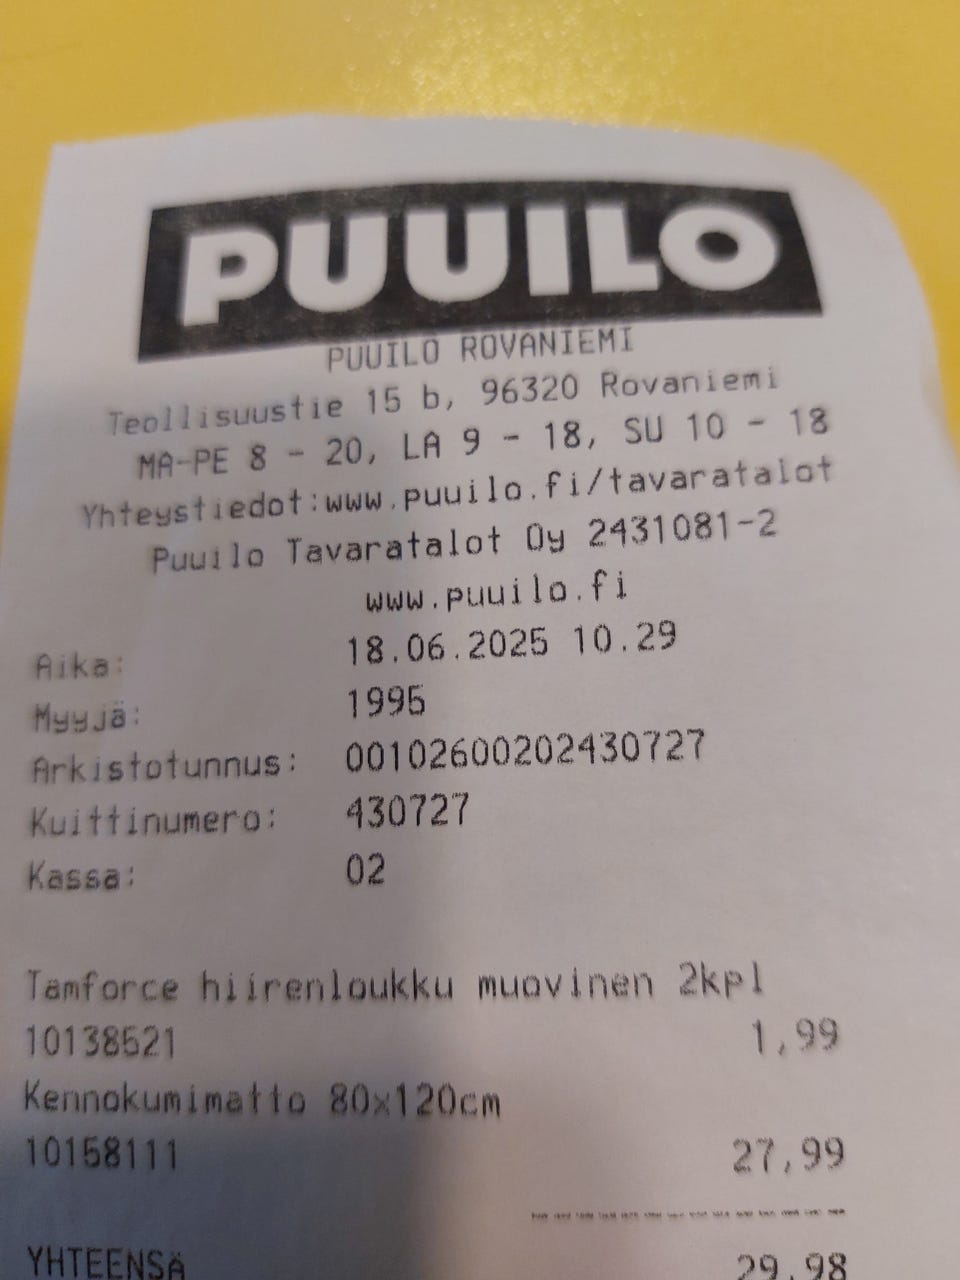 PUUILO
PUUILO ROVANIEMI
Teollisuustie 15 b, 96320 Rovaniemi
MA-PE 8 - 20, LA 9 - 18, SU 10 - 18
Yhteystiedot:www.puuilo.fi/tavaratalot
Puuilo Tavaratalot Oy 2431081-2
www.puuilo.fi
Aika: 18.06.2025 10.29
Myyjä: 1995
Arkistotunnus: 00102600202430727
Kuittinumero: 430727
Kassa: 02
Tamforce hiirenloukku muovinen 2kpl
10138521 1,99
Kennokumimatto 80x120cm
10158111 27,99
YHTEENSÄ 29,98